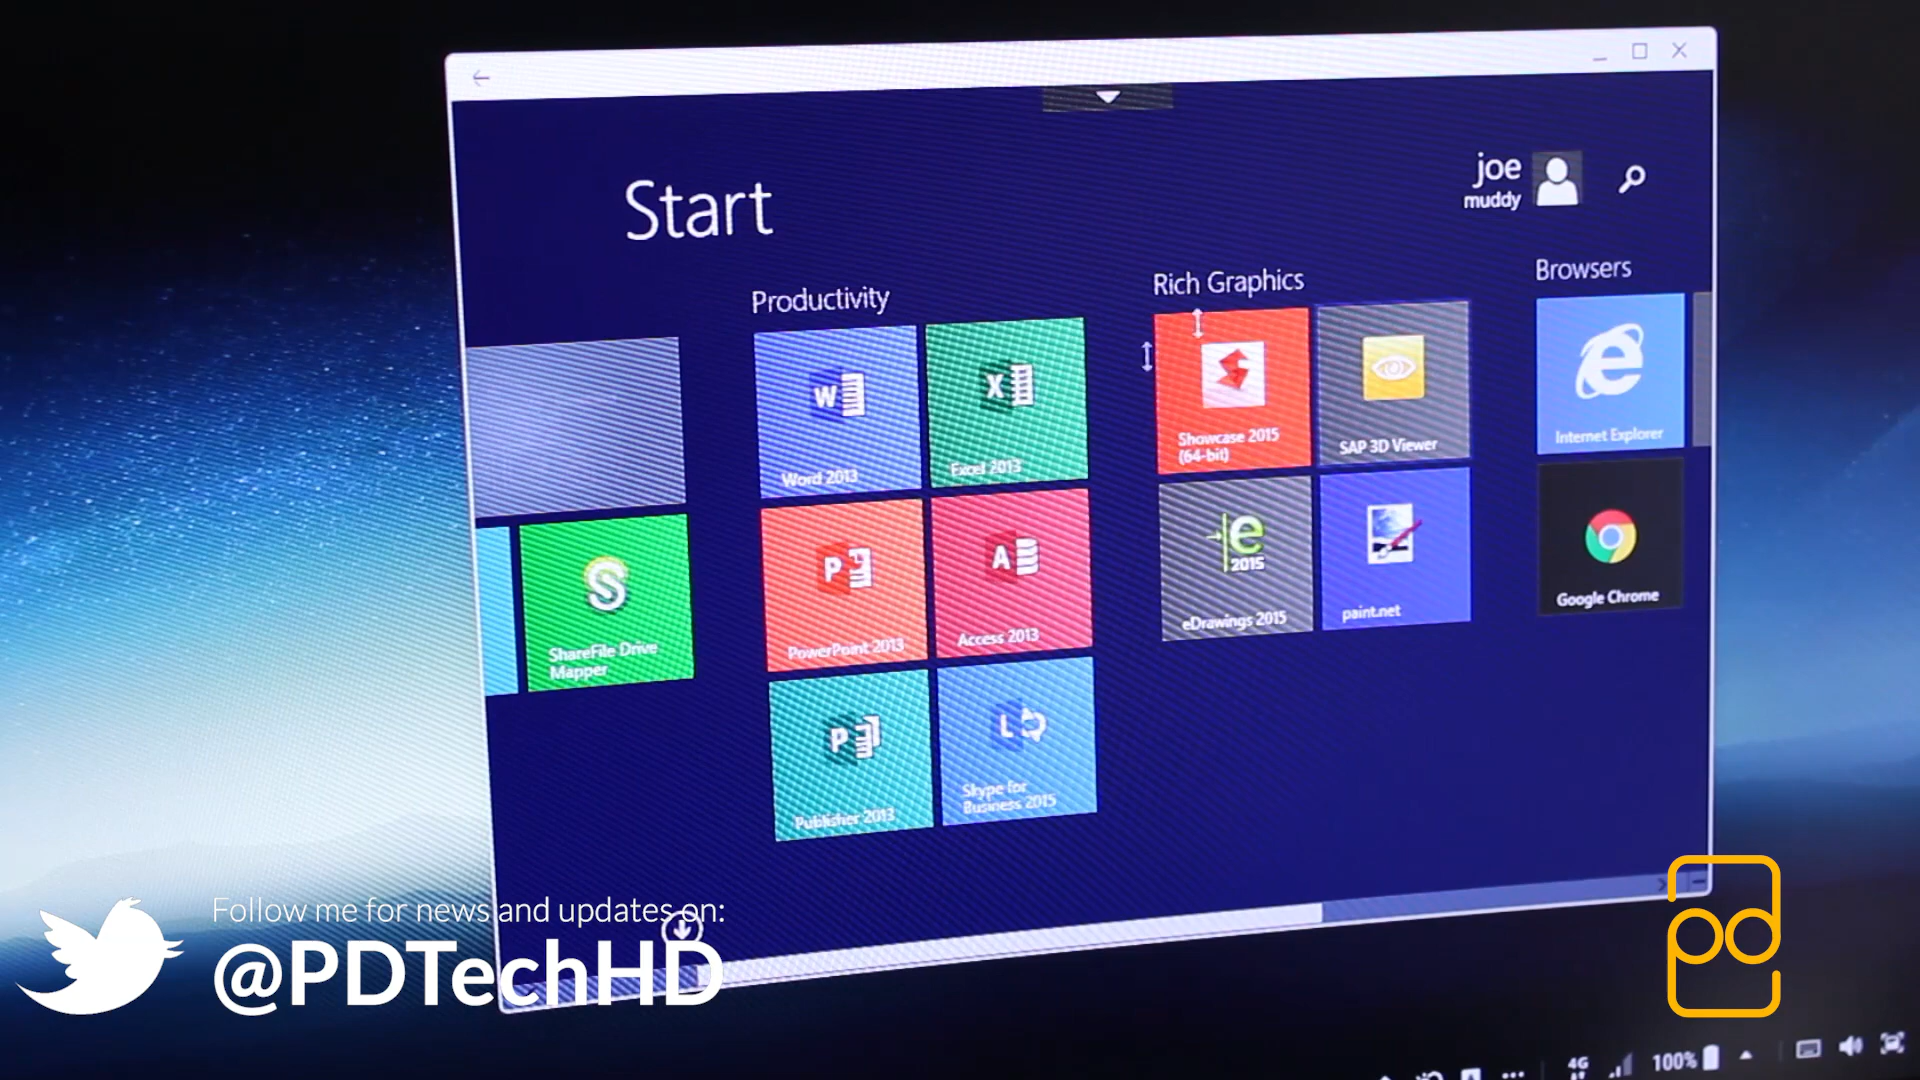 Start
joe
muddy
Productivity
Rich Graphics
Browsers
Word 2013
Excel 2013
Showcase 2015
(64-bit)
SAP 3D Viewer
Internet Explorer
ShareFile Drive
Mapper
PowerPoint 2013
Access 2013
2015
eDrawings 2015
paint.net
Google Chrome
Publisher 2013
Skype for
Business 2015
Follow me for news and updates on:
@PDTechHD
pd
4G
100%